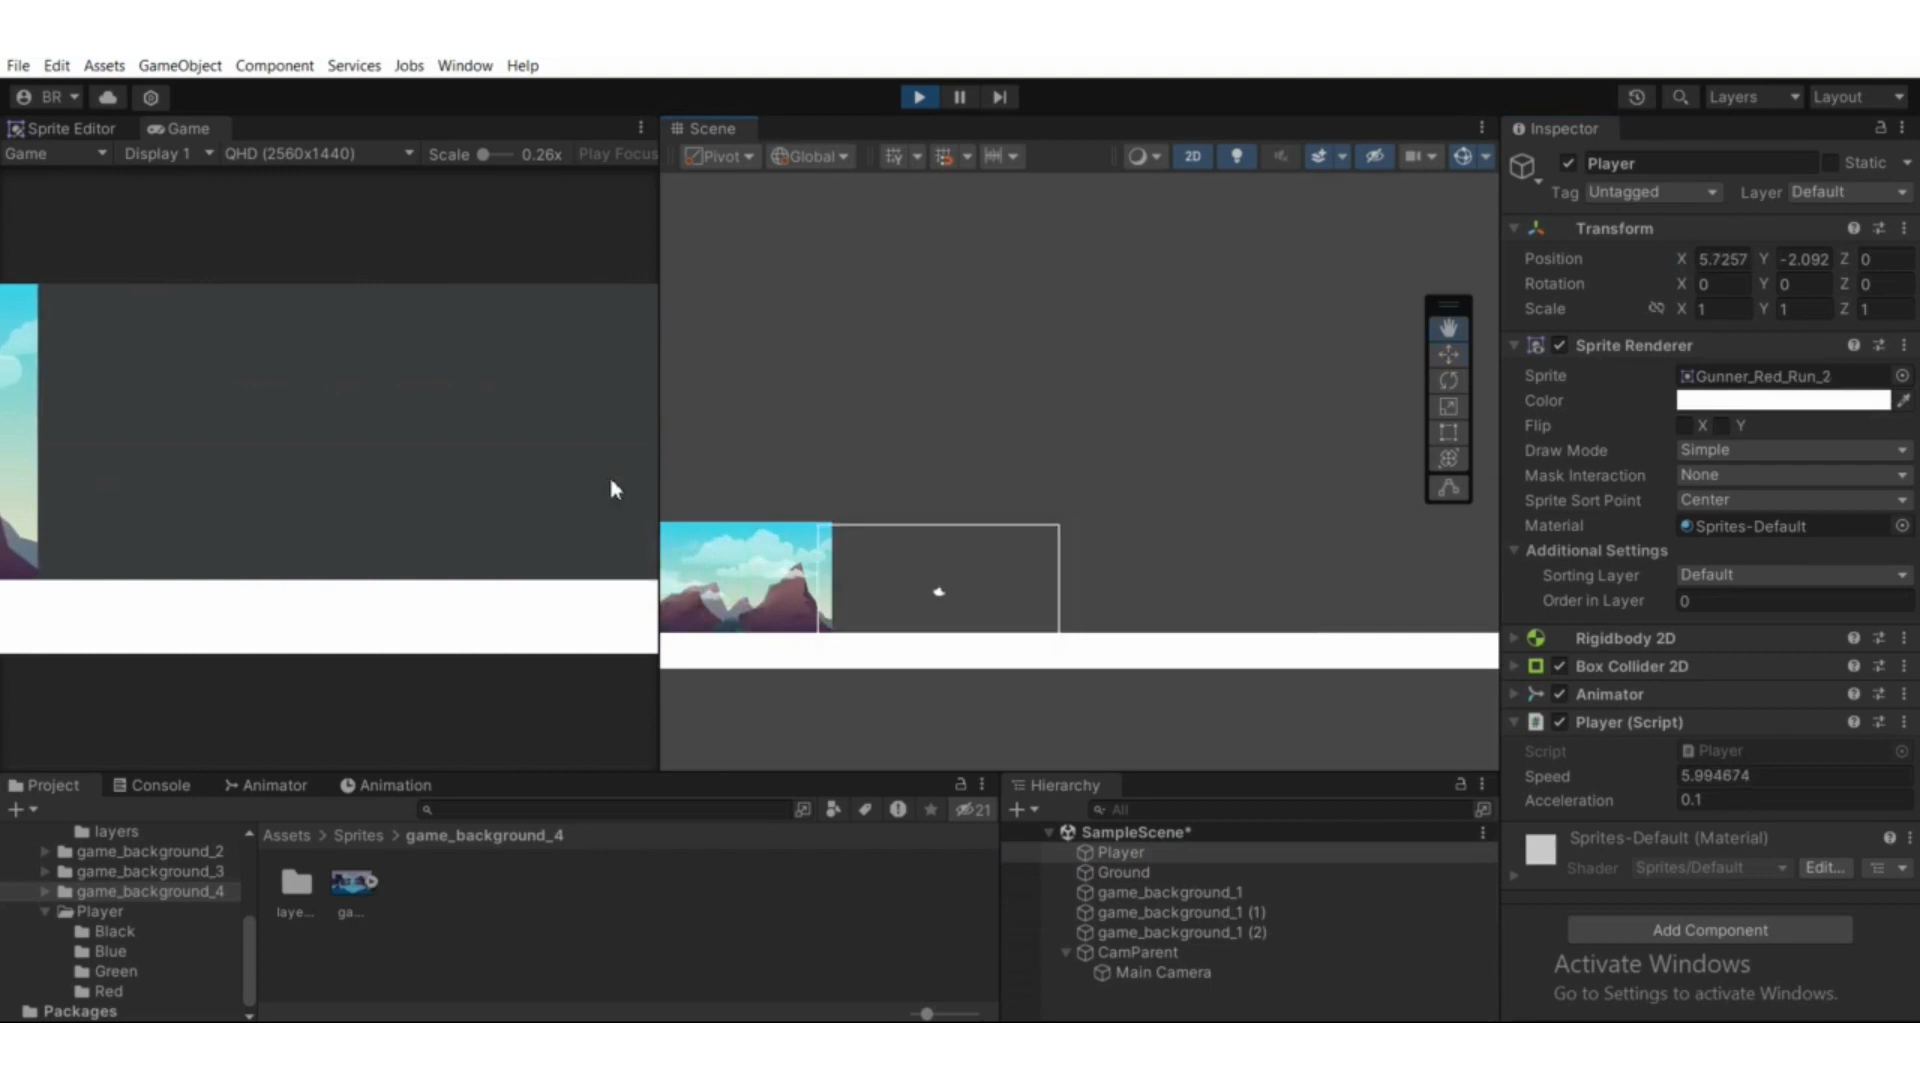 File Edit Assets GameObject Component Services Jobs Window Help
BR Layers Layout
Sprite Editor Game Scene Inspector
Game Display 1 QHD (2560x1440) Scale 0.26x Play Focus Pivot Global 2D
Player Static
Tag Untagged Layer Default
Transform
Position X 5.7257 Y -2.092 Z 0
Rotation X 0 Y 0 Z 0
Scale X 1 Y 1 Z 1
Sprite Renderer
Sprite Gunner_Red_Run_2
Color
Flip X Y
Draw Mode Simple
Mask Interaction None
Sprite Sort Point Center
Material Sprites-Default
Additional Settings
Sorting Layer Default
Order in Layer 0
Rigidbody 2D
Box Collider 2D
Animator
Player (Script)
Script Player
Speed 5.994674
Acceleration 0.1
Sprites-Default (Material)
Shader Sprites/Default Edit...
Add Component
Activate Windows
Go to Settings to activate Windows.
Project Console Animator Animation
21
layers
game_background_2
game_background_3
game_background_4
Player
Black
Blue
Green
Red
Packages
Assets > Sprites > game_background_4
laye... ga...
Hierarchy
All
SampleScene*
Player
Ground
game_background_1
game_background_1 (1)
game_background_1 (2)
CamParent
Main Camera